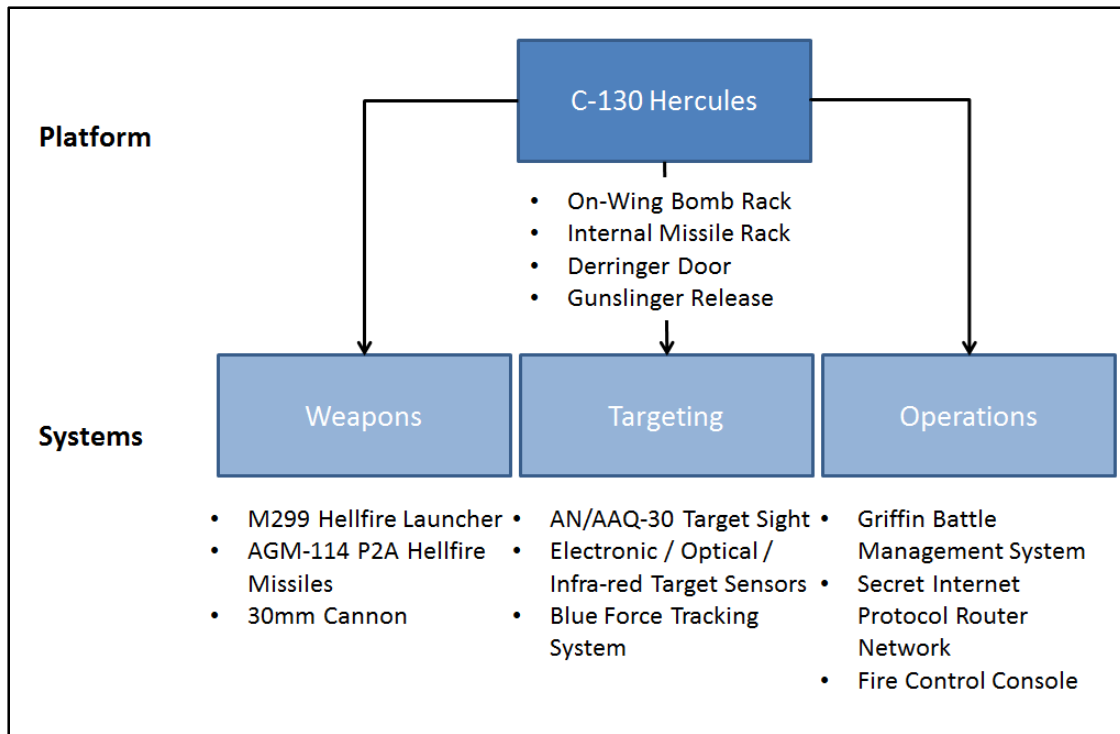 C-130 Hercules
Platform
• On-Wing Bomb Rack
• Internal Missile Rack
• Derringer Door
• Gunslinger Release
Systems
Weapons
Targeting
Operations
• M299 Hellfire Launcher
• AGM-114 P2A Hellfire
Missiles
• 30mm Cannon
• AN/AAQ-30 Target Sight
• Electronic / Optical /
Infra-red Target Sensors
• Blue Force Tracking
System
• Griffin Battle
Management System
• Secret Internet
Protocol Router
Network
• Fire Control Console